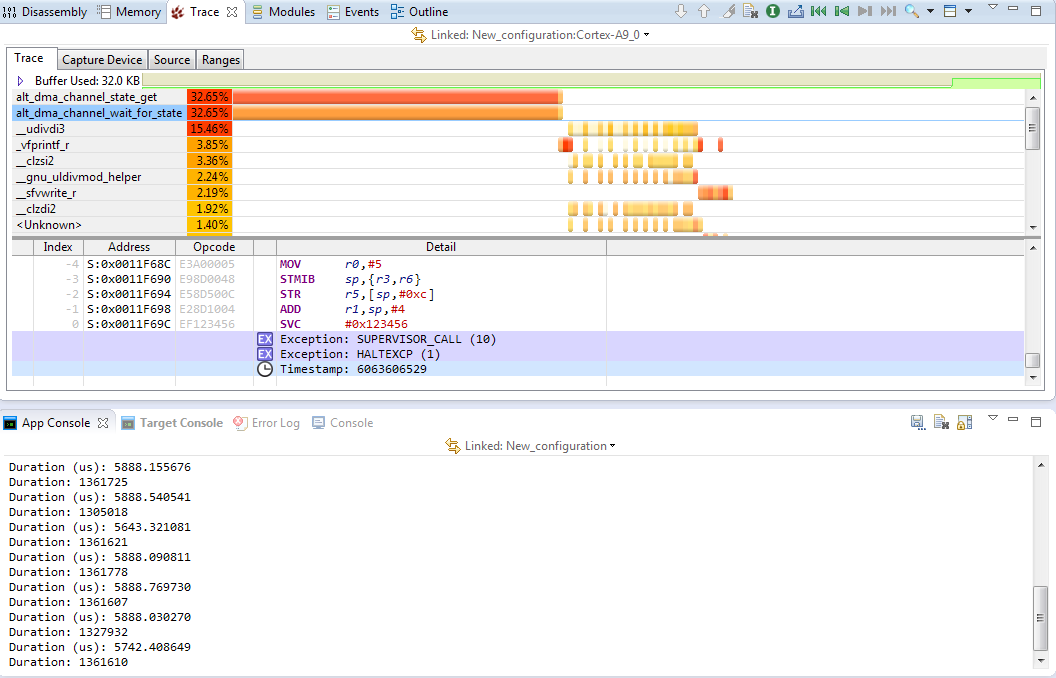 Disassembly Memory Trace Modules Events Outline
Linked: New_configuration:Cortex-A9_0
Trace Capture Device Source Ranges
Buffer Used: 32.0 KB
alt_dma_channel_state_get 32.65%
alt_dma_channel_wait_for_state 32.65%
__udivdi3 15.46%
_vfprintf_r 3.85%
__clzsi2 3.36%
__gnu_uldivmod_helper 2.24%
__sfvwrite_r 2.19%
__clzdi2 1.92%
<Unknown> 1.40%
Index Address Opcode Detail
-4 S:0x0011F68C E3A00005 MOV r0,#5
-3 S:0x0011F690 E98D0048 STMIB sp,{r3,r6}
-2 S:0x0011F694 E58D500C STR r5,[sp,#0xc]
-1 S:0x0011F698 E28D1004 ADD r1,sp,#4
0 S:0x0011F69C EF123456 SVC #0x123456
EX Exception: SUPERVISOR_CALL (10)
EX Exception: HALTEXCP (1)
Timestamp: 6063606529
App Console Target Console Error Log Console
Linked: New_configuration
Duration (us): 5888.155676
Duration: 1361725
Duration (us): 5888.540541
Duration: 1305018
Duration (us): 5643.321081
Duration: 1361621
Duration (us): 5888.090811
Duration: 1361778
Duration (us): 5888.769730
Duration: 1361607
Duration (us): 5888.030270
Duration: 1327932
Duration (us): 5742.408649
Duration: 1361610